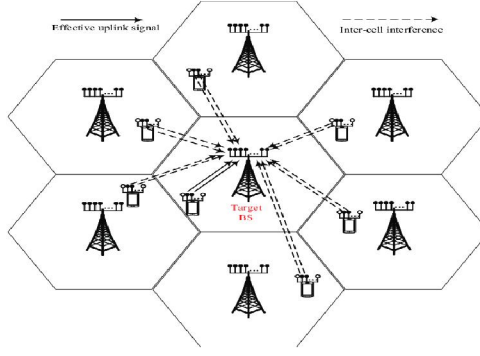 Effective uplink signal
Inter-cell interference
Target
BS